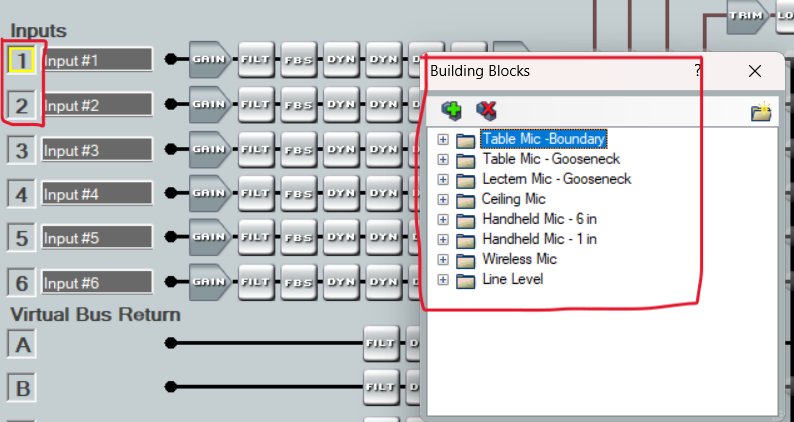 TRIM LO
Inputs
1 Input #1 GAIN FILT FBS DYN DYN D
2 Input #2 GAIN FILT FBS DYN DYN
3 Input #3 GAIN FILT FBS DYN DYN
4 Input #4 GAIN FILT FBS DYN DYN
5 Input #5 GAIN FILT FBS DYN DYN
6 Input #6 GAIN FILT FBS DYN DYN D
Virtual Bus Return
A FILT D
B FILT D
Building Blocks ?
Table Mic -Boundary
Table Mic - Gooseneck
Lectern Mic - Gooseneck
Ceiling Mic
Handheld Mic - 6 in
Handheld Mic - 1 in
Wireless Mic
Line Level